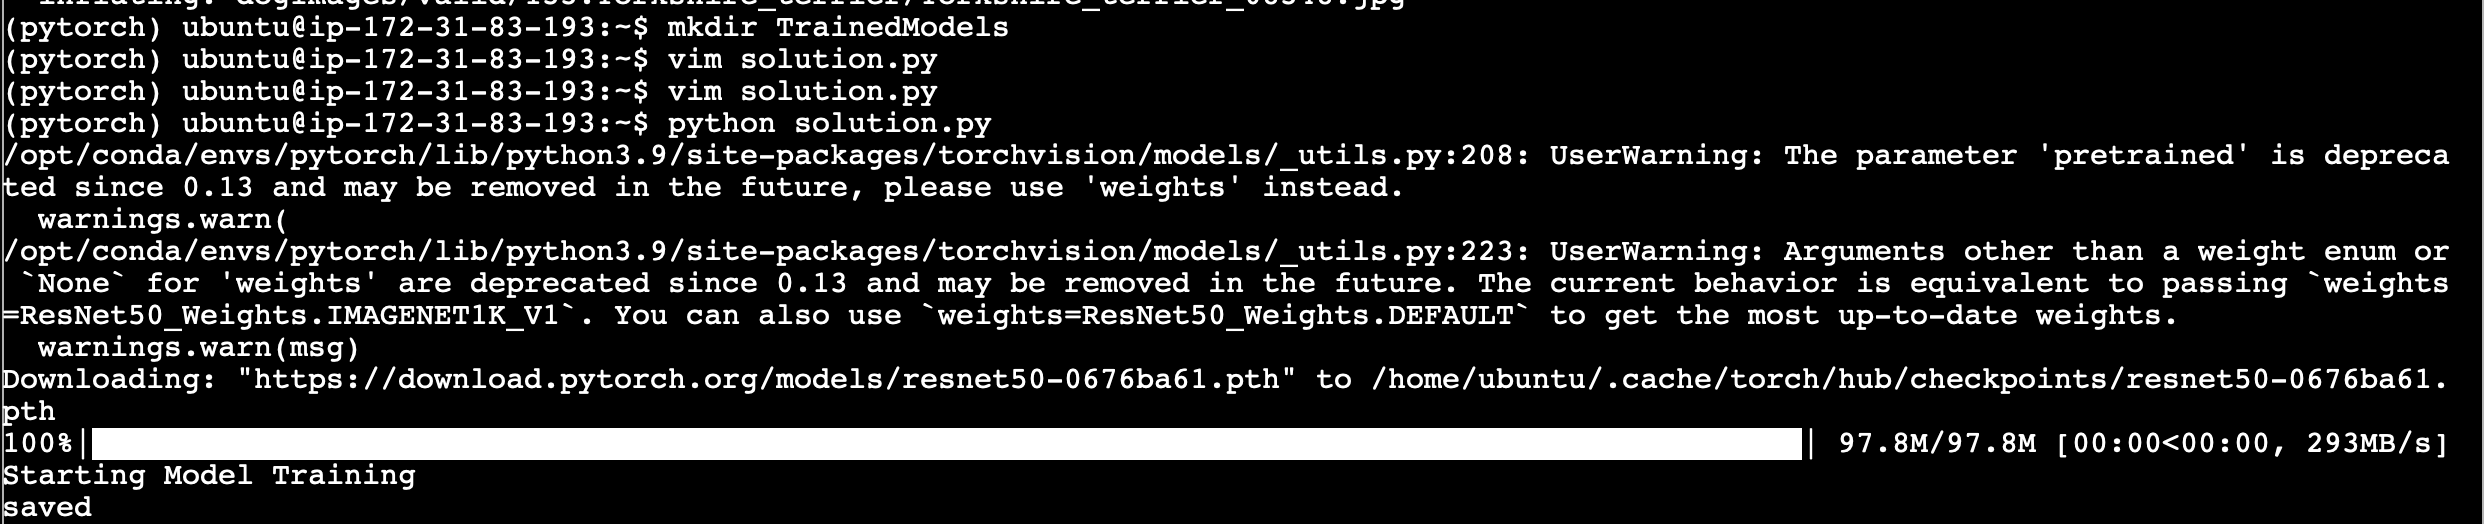 inflating: dogImages/valid/133.Yorkshire_terrier/Yorkshire_terrier_08348.jpg
(pytorch) ubuntu@ip-172-31-83-193:~$ mkdir TrainedModels
(pytorch) ubuntu@ip-172-31-83-193:~$ vim solution.py
(pytorch) ubuntu@ip-172-31-83-193:~$ vim solution.py
(pytorch) ubuntu@ip-172-31-83-193:~$ python solution.py
/opt/conda/envs/pytorch/lib/python3.9/site-packages/torchvision/models/_utils.py:208: UserWarning: The parameter 'pretrained' is depreca
ted since 0.13 and may be removed in the future, please use 'weights' instead.
  warnings.warn(
/opt/conda/envs/pytorch/lib/python3.9/site-packages/torchvision/models/_utils.py:223: UserWarning: Arguments other than a weight enum or
 `None` for 'weights' are deprecated since 0.13 and may be removed in the future. The current behavior is equivalent to passing `weights
=ResNet50_Weights.IMAGENET1K_V1`. You can also use `weights=ResNet50_Weights.DEFAULT` to get the most up-to-date weights.
  warnings.warn(msg)
Downloading: "https://download.pytorch.org/models/resnet50-0676ba61.pth" to /home/ubuntu/.cache/torch/hub/checkpoints/resnet50-0676ba61.
pth
100%| | 97.8M/97.8M [00:00<00:00, 293MB/s]
Starting Model Training
saved